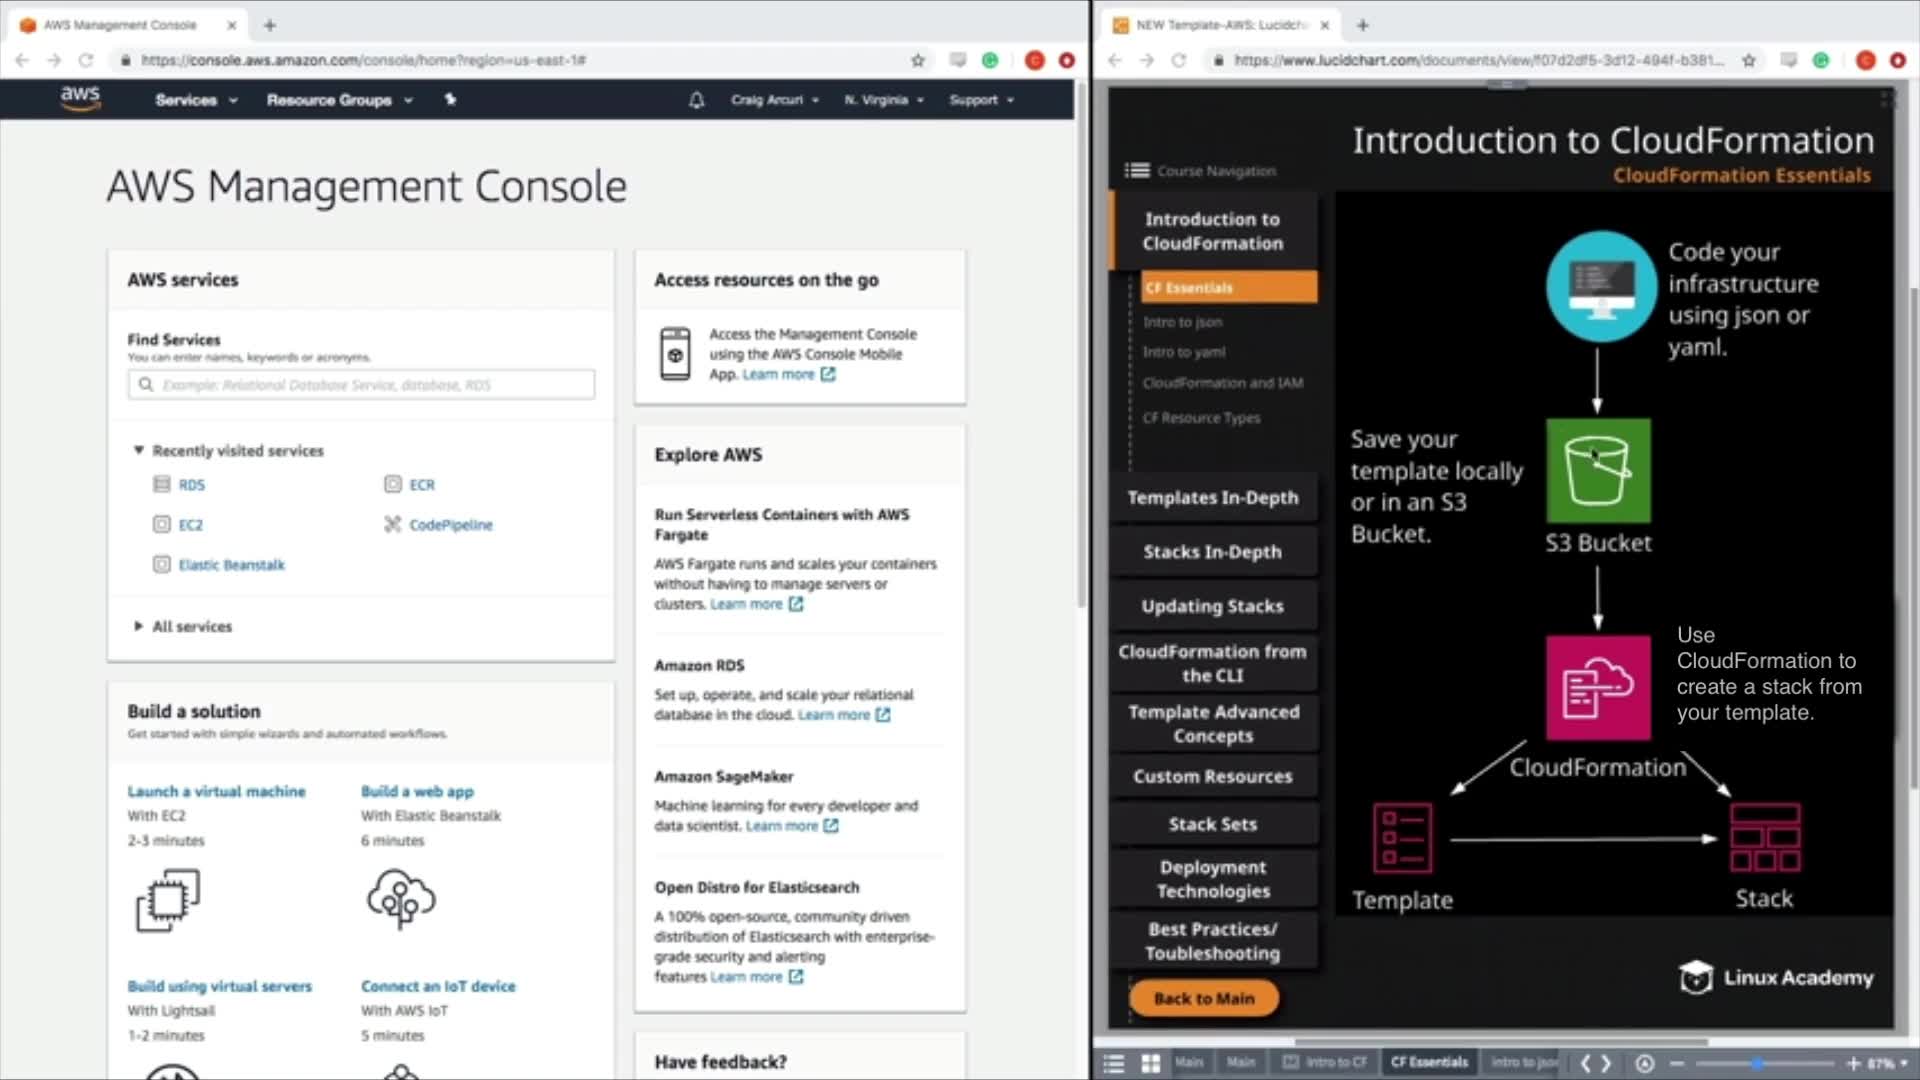 AWS Management Console
https://console.aws.amazon.com/console/home?region=us-east-1#
aws
Services
Resource Groups
Craig Arcuri
N. Virginia
Support
AWS Management Console
AWS services
Find Services
You can enter names, keywords or acronyms.
Example: Relational Database Service, database, RDS
Recently visited services
RDS
ECR
EC2
CodePipeline
Elastic Beanstalk
All services
Build a solution
Get started with simple wizards and automated workflows.
Launch a virtual machine
With EC2
2-3 minutes
Build a web app
With Elastic Beanstalk
6 minutes
Build using virtual servers
With Lightsail
1-2 minutes
Connect an IoT device
With AWS IoT
5 minutes
Access resources on the go
Access the Management Console
using the AWS Console Mobile
App. Learn more
Explore AWS
Run Serverless Containers with AWS
Fargate
AWS Fargate runs and scales your containers
without having to manage servers or
clusters. Learn more
Amazon RDS
Set up, operate, and scale your relational
database in the cloud. Learn more
Amazon SageMaker
Machine learning for every developer and
data scientist. Learn more
Open Distro for Elasticsearch
A 100% open-source, community driven
distribution of Elasticsearch with enterprise-
grade security and alerting
features Learn more
Have feedback?
NEW Template-AWS: Lucidch
https://www.lucidchart.com/documents/view/f07d2df5-3d12-494f-b381...
Introduction to CloudFormation
CloudFormation Essentials
Course Navigation
Introduction to
CloudFormation
CF Essentials
Intro to json
Intro to yaml
CloudFormation and IAM
CF Resource Types
Templates In-Depth
Stacks In-Depth
Updating Stacks
CloudFormation from
the CLI
Template Advanced
Concepts
Custom Resources
Stack Sets
Deployment
Technologies
Best Practices/
Toubleshooting
Back to Main
Code your
infrastructure
using json or
yaml.
Save your
template locally
or in an S3
Bucket.
S3 Bucket
Use
CloudFormation to
create a stack from
your template.
CloudFormation
Template
Stack
Linux Academy
Main
Main
Intro to CF
CF Essentials
Intro to json
87%